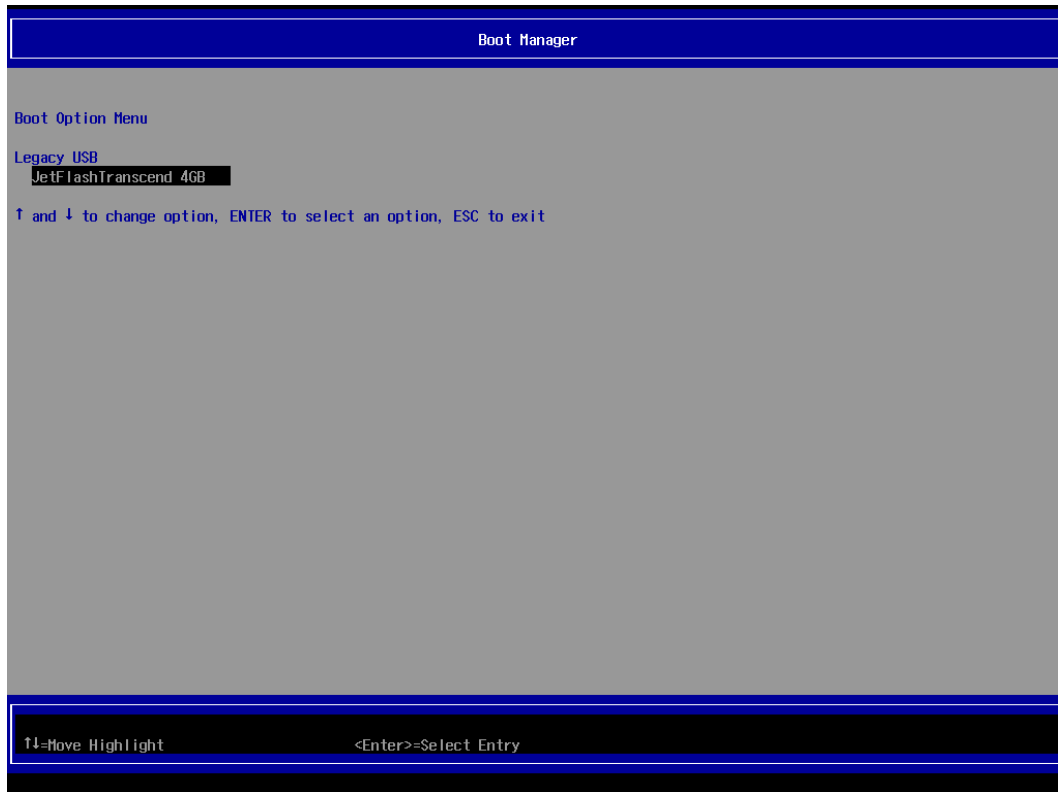 Boot Manager
Boot Option Menu
Legacy USB
JetFlashTranscend 4GB
↑ and ↓ to change option, ENTER to select an option, ESC to exit
↑↓=Move Highlight <Enter>=Select Entry